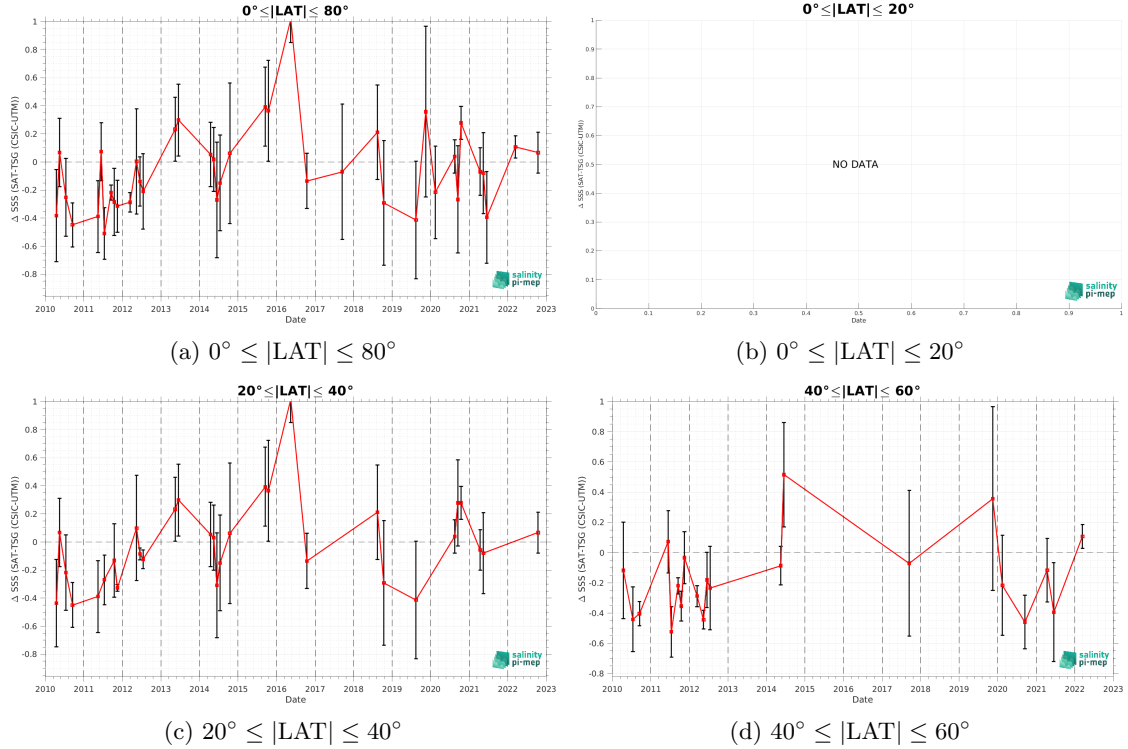 0°≤|LAT|≤ 80°
Δ SSS (SAT-TSG (CSIC-UTM))
1
0.8
0.6
0.4
0.2
0
-0.2
-0.4
-0.6
-0.8
2010 2011 2012 2013 2014 2015 2016 2017 2018 2019 2020 2021 2022 2023
Date
salinity
pi-mep
(a) 0° ≤ |LAT| ≤ 80°
0°≤|LAT|≤ 20°
Δ SSS (SAT-TSG (CSIC-UTM))
1
0.9
0.8
0.7
0.6
0.5
0.4
0.3
0.2
0.1
0
NO DATA
0 0.1 0.2 0.3 0.4 0.5 0.6 0.7 0.8 0.9 1
Date
salinity
pi-mep
(b) 0° ≤ |LAT| ≤ 20°
20°≤|LAT|≤ 40°
Δ SSS (SAT-TSG (CSIC-UTM))
1
0.8
0.6
0.4
0.2
0
-0.2
-0.4
-0.6
-0.8
2010 2011 2012 2013 2014 2015 2016 2017 2018 2019 2020 2021 2022 2023
Date
salinity
pi-mep
(c) 20° ≤ |LAT| ≤ 40°
40°≤|LAT|≤ 60°
Δ SSS (SAT-TSG (CSIC-UTM))
1
0.8
0.6
0.4
0.2
0
-0.2
-0.4
-0.6
-0.8
2010 2011 2012 2013 2014 2015 2016 2017 2018 2019 2020 2021 2022 2023
Date
salinity
pi-mep
(d) 40° ≤ |LAT| ≤ 60°